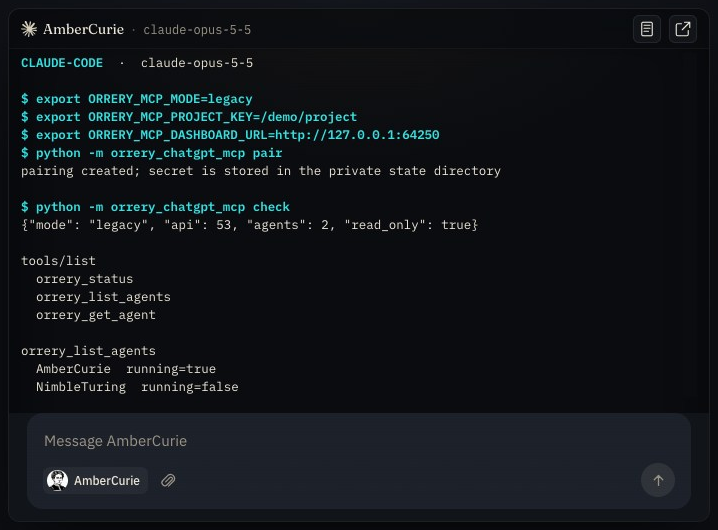 AmberCurie · claude-opus-5-5
CLAUDE-CODE · claude-opus-5-5
$ export ORRERY_MCP_MODE=legacy
$ export ORRERY_MCP_PROJECT_KEY=/demo/project
$ export ORRERY_MCP_DASHBOARD_URL=http://127.0.0.1:64250
$ python -m orrery_chatgpt_mcp pair
pairing created; secret is stored in the private state directory
$ python -m orrery_chatgpt_mcp check
{"mode": "legacy", "api": 53, "agents": 2, "read_only": true}
tools/list
orrery_status
orrery_list_agents
orrery_get_agent
orrery_list_agents
AmberCurie running=true
NimbleTuring running=false
Message AmberCurie
AmberCurie